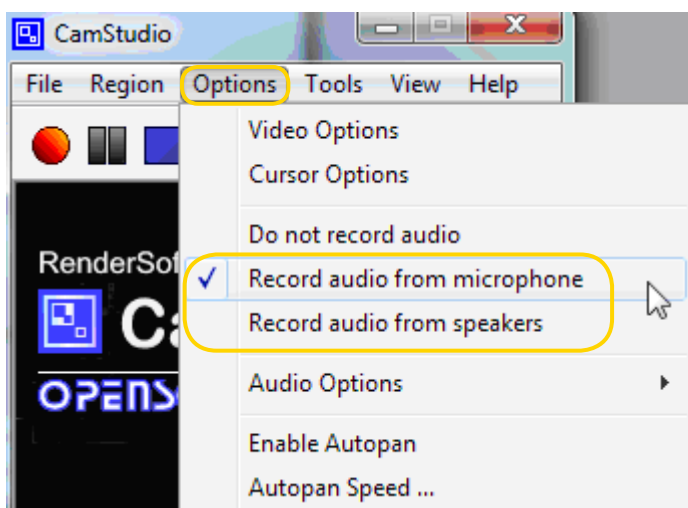 CamStudio
File Region Options Tools View Help
Video Options
Cursor Options
Do not record audio
RenderSof
Record audio from microphone
Record audio from speakers
OPENS
Audio Options
Enable Autopan
Autopan Speed ...